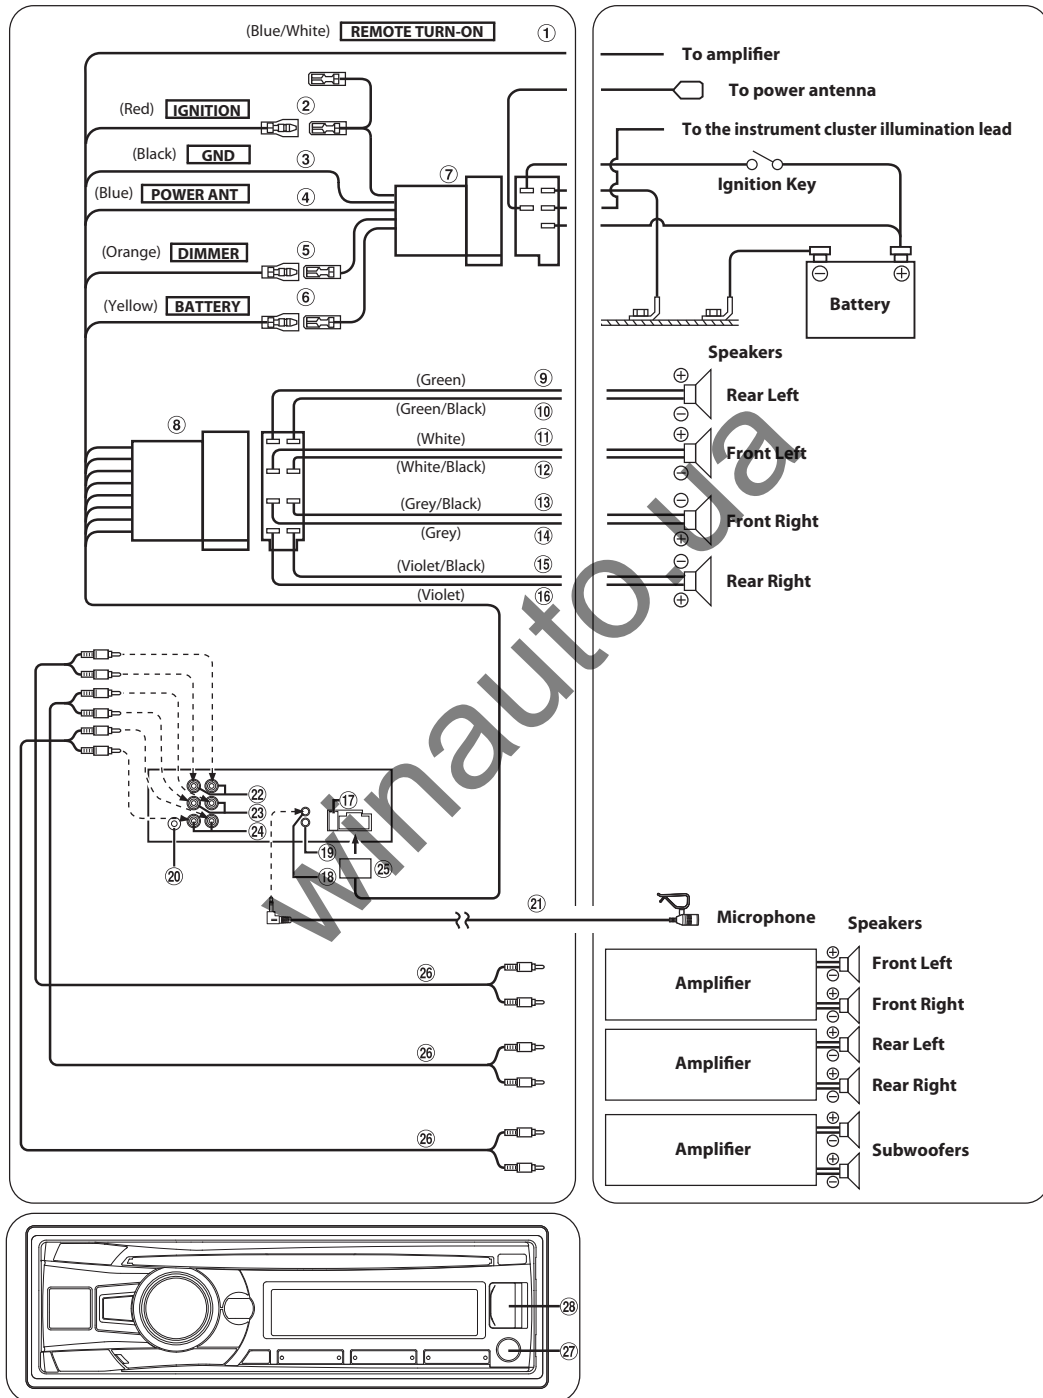 (Blue/White) REMOTE TURN-ON ①
To amplifier
To power antenna
(Red) IGNITION ②
To the instrument cluster illumination lead
(Black) GND ③
⑦
Ignition Key
(Blue) POWER ANT ④
(Orange) DIMMER ⑤
(Yellow) BATTERY ⑥
⊖ ⊕
Battery
Speakers
(Green) ⑨
⊕
Rear Left
(Green/Black) ⑩
⊖
⑧
(White) ⑪
⊕
Front Left
(White/Black) ⑫
⊖
(Grey/Black) ⑬
⊖
Front Right
(Grey) ⑭
⊕
(Violet/Black) ⑮
⊖
Rear Right
(Violet) ⑯
⊕
winauto.ua
㉒
⑰
㉓
㉔
⑲
⑳
⑱
㉕
㉑
Microphone
Speakers
㉖
Amplifier
⊕
⊖
Front Left
⊕
⊖
Front Right
㉖
Amplifier
⊕
⊖
Rear Left
⊕
⊖
Rear Right
㉖
Amplifier
⊕
⊖
⊕
⊖
Subwoofers
㉘
㉗